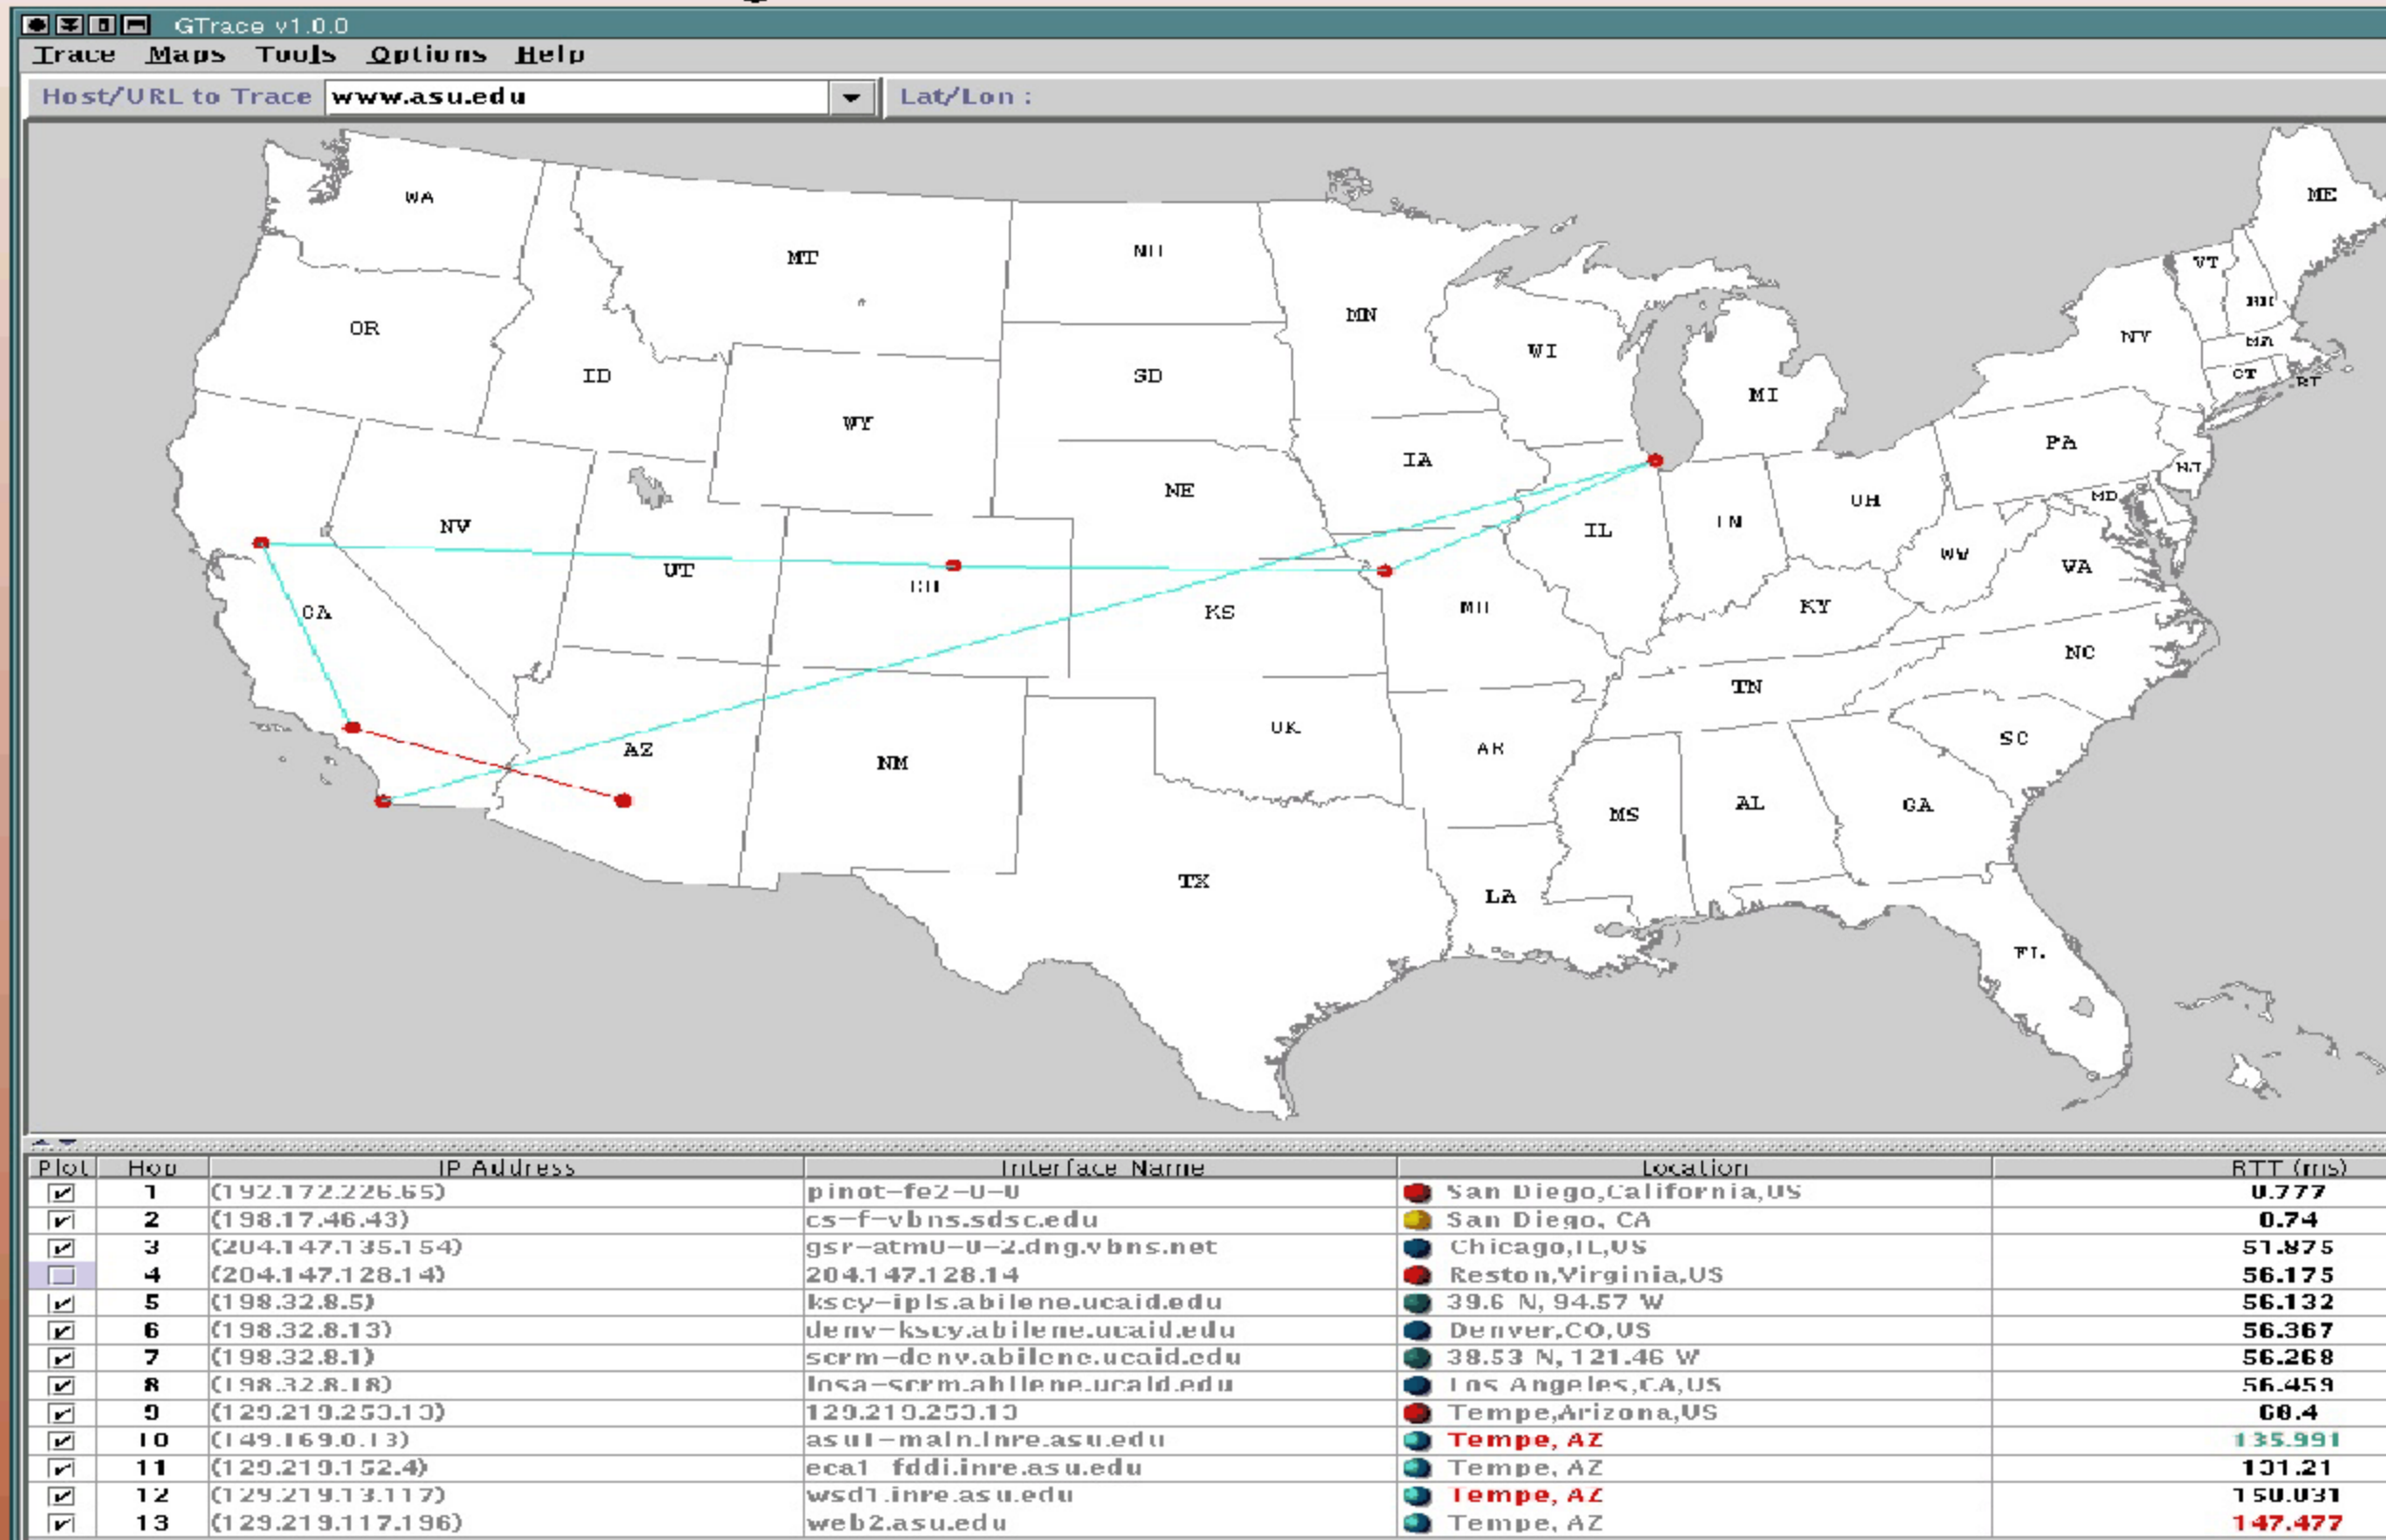 GTrace v1.0.0
Trace Maps Tools Options Help
Host/URL to Trace www.asu.edu Lat/Lon :
WA
ME
MT
ND
VT
NH
OR
MN
NY
MA
WI
ID
SD
CT
RI
MI
WY
PA
IA
NJ
NE
MD
OH
NV
IL
IN
WV
VA
UT
CO
CA
KS
MO
KY
NC
TN
OK
SC
AZ
AR
NM
AL
GA
MS
TX
LA
FL
Plot Hop IP Address Interface Name Location RTT (ms)
1 (192.172.226.65) pinot-fe2-0-0 San Diego,California,US 0.777
2 (198.17.46.43) cs-f-vbns.sdsc.edu San Diego, CA 0.74
3 (204.147.135.154) gsr-atm0-0-2.dng.vbns.net Chicago,IL,US 51.875
4 (204.147.128.14) 204.147.128.14 Reston,Virginia,US 56.175
5 (198.32.8.5) kscy-ipls.abilene.ucaid.edu 39.6 N, 94.57 W 56.132
6 (198.32.8.13) denv-kscy.abilene.ucaid.edu Denver,CO,US 56.367
7 (198.32.8.1) scrm-denv.abilene.ucaid.edu 38.53 N, 121.46 W 56.268
8 (198.32.8.18) losa-scrm.abilene.ucaid.edu Los Angeles,CA,US 56.459
9 Tempe,Arizona,US 68.4
10 (149.169.0.13) asu1-main.inre.asu.edu Tempe, AZ 135.991
11 (129.219.152.4) eca1 fddi.inre.asu.edu Tempe, AZ 131.21
12 (129.219.13.117) wsd1.inre.asu.edu Tempe, AZ 150.031
13 (129.219.117.196) web2.asu.edu Tempe, AZ 147.477